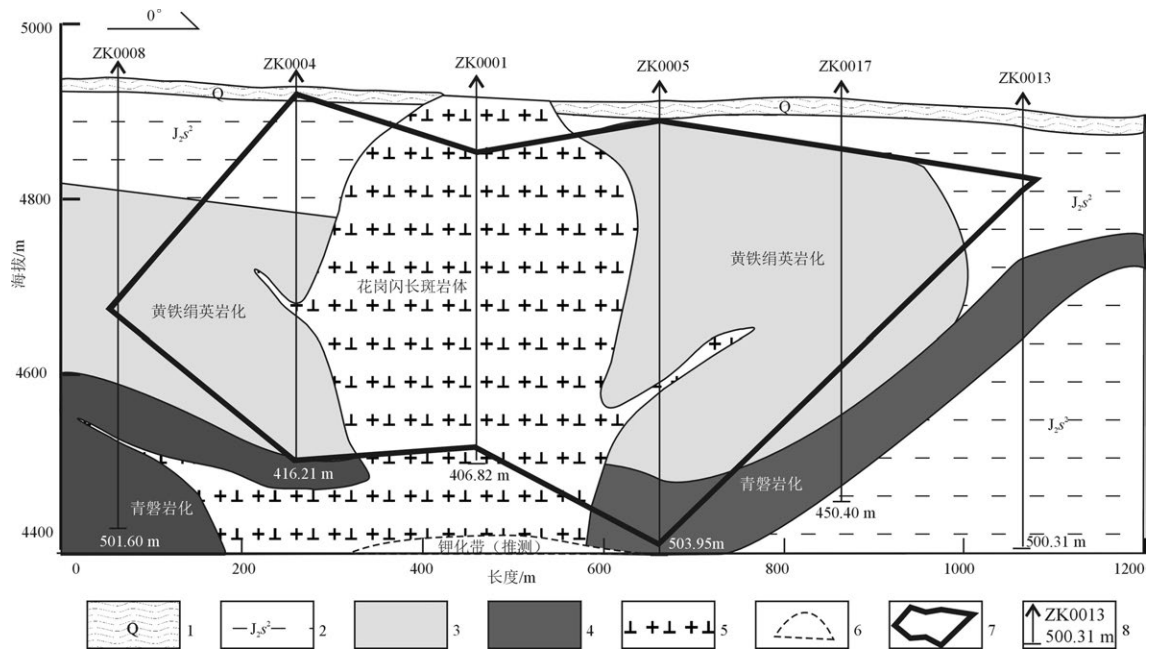 5000
0°
ZK0008
ZK0004
ZK0001
ZK0005
ZK0017
ZK0013
Q
Q
J₂s²
J₂s²
4800
海拔/m
黄铁绢英岩化
花岗闪长斑岩体
黄铁绢英岩化
4600
J₂s²
416.21 m
406.82 m
青磐岩化
青磐岩化
450.40 m
4400
501.60 m
钾化带（推测）
503.95m
500.31 m
0
200
400
600
800
1000
1200
长度/m
Q 1
J₂s² 2
3
4
5
6
7
ZK0013
500.31 m
8